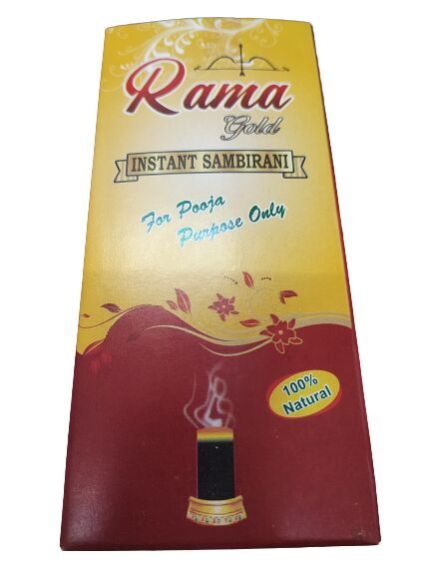 Rama
Gold
INSTANT SAMBIRANI
For Pooja
Purpose Only
100%
Natural